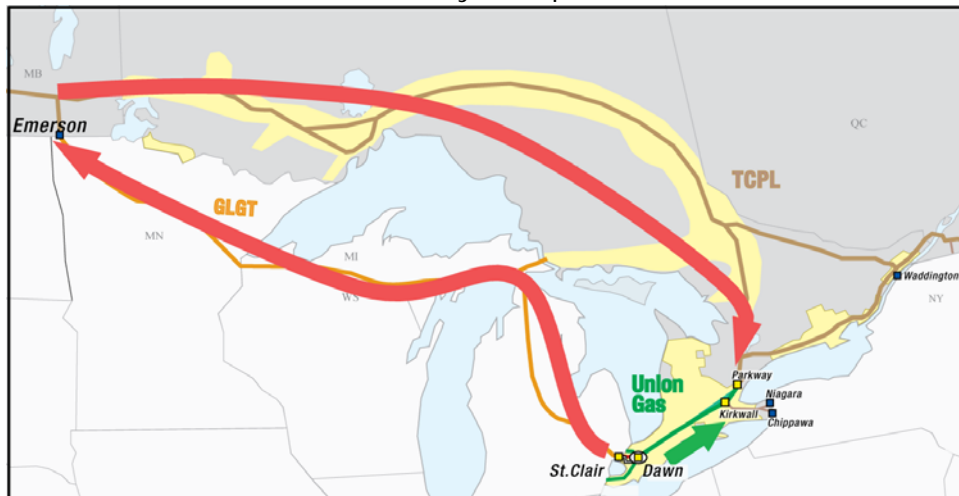 MB
Emerson
QC
TCPL
GLGT
MN
MI
WS
Waddington
NY
Parkway
Union
Gas
Niagara
Kirkwall
Chippawa
St.Clair
Dawn